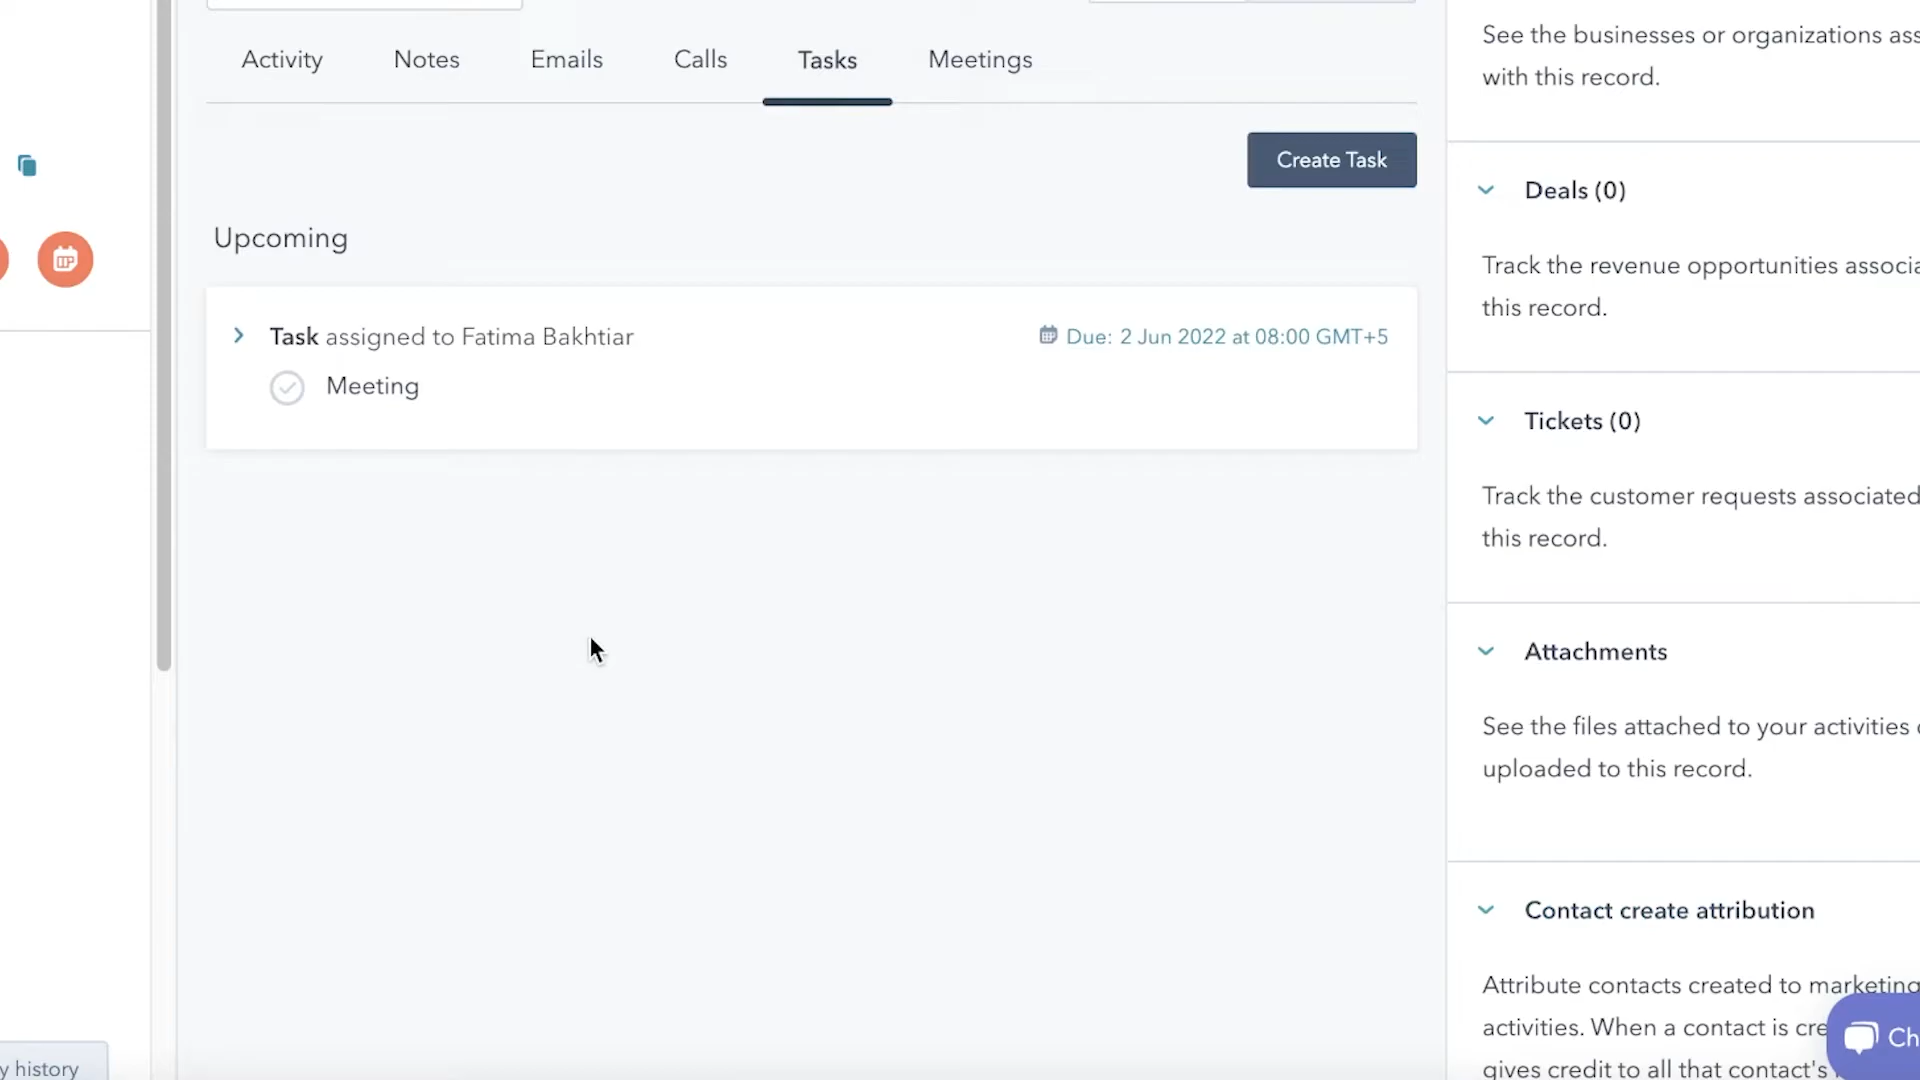 Activity
Notes
Emails
Calls
Tasks
Meetings
Create Task
Upcoming
Task assigned to Fatima Bakhtiar
Due: 2 Jun 2022 at 08:00 GMT+5
Meeting
y history
See the businesses or organizations ass
with this record.
Deals (0)
Track the revenue opportunities associa
this record.
Tickets (0)
Track the customer requests associated
this record.
Attachments
See the files attached to your activities
uploaded to this record.
Contact create attribution
Attribute contacts created to marketing
activities. When a contact is cre
gives credit to all that contact's
Ch